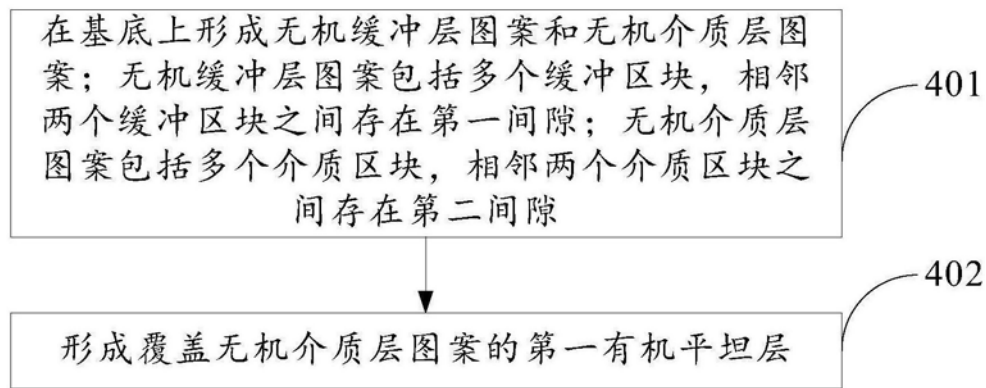 在基底上形成无机缓冲层图案和无机介质层图
案；无机缓冲层图案包括多个缓冲区块，相邻
两个缓冲区块之间存在第一间隙；无机介质层
图案包括多个介质区块，相邻两个介质区块之
间存在第二间隙
401
402
形成覆盖无机介质层图案的第一有机平坦层